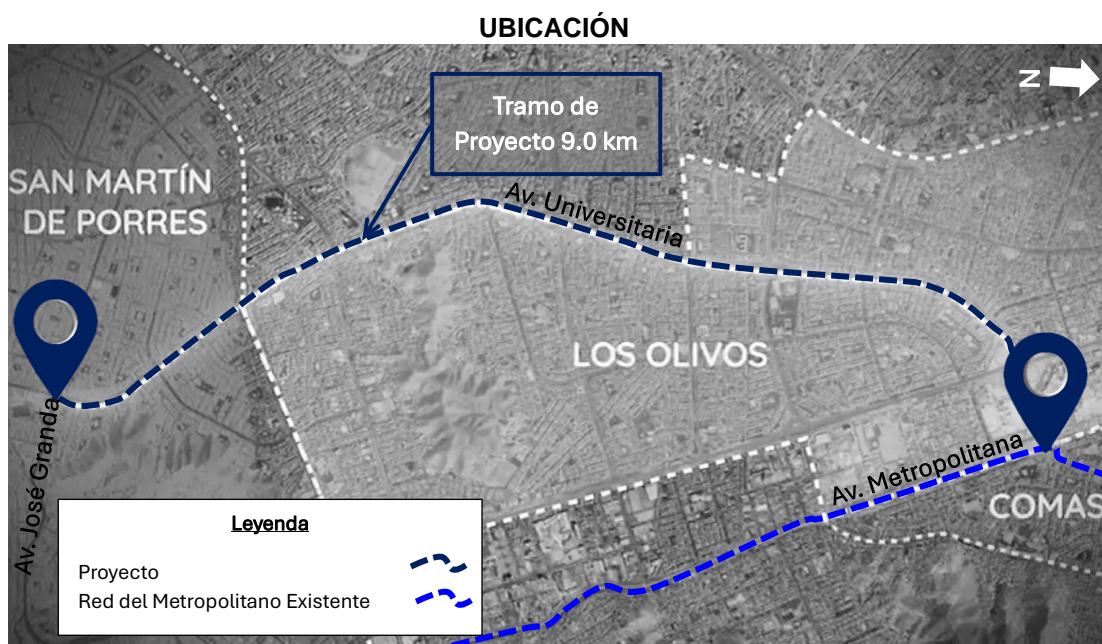 UBICACIÓN
N
Tramo de
Proyecto 9.0 km
SAN MARTÍN
DE PORRES
Av. Universitaria
LOS OLIVOS
Av. José Granda
Av. Metropolitana
COMAS
Leyenda
Proyecto
Red del Metropolitano Existente